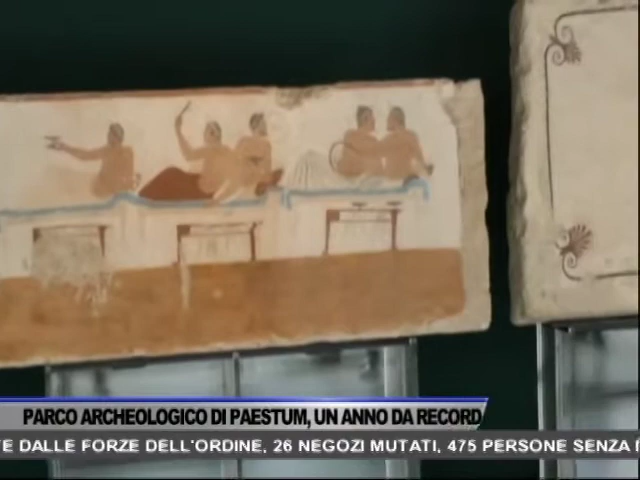 PARCO ARCHEOLOGICO DI PAESTUM, UN ANNO DA RECORD
DALLE FORZE DELL'ORDINE, 26 NEGOZI MUTATI, 475 PERSONE SENZA